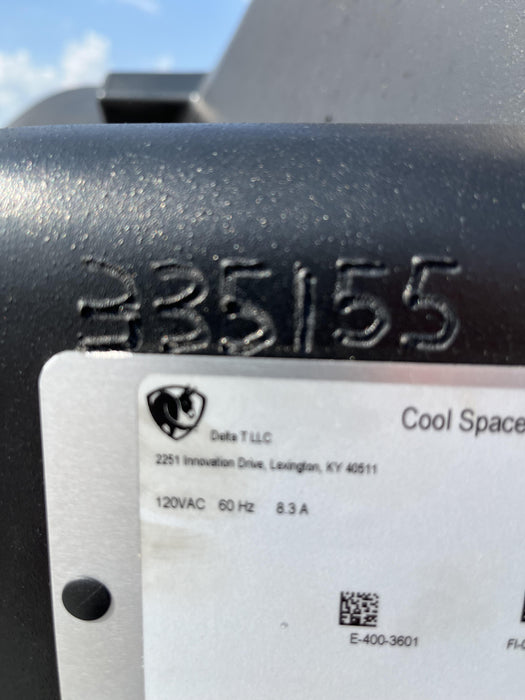 335155
Cool Space
Delta T LLC
2251 Innovation Drive, Lexington, KY 40511
120VAC 60 Hz 8.3 A
E-400-3601